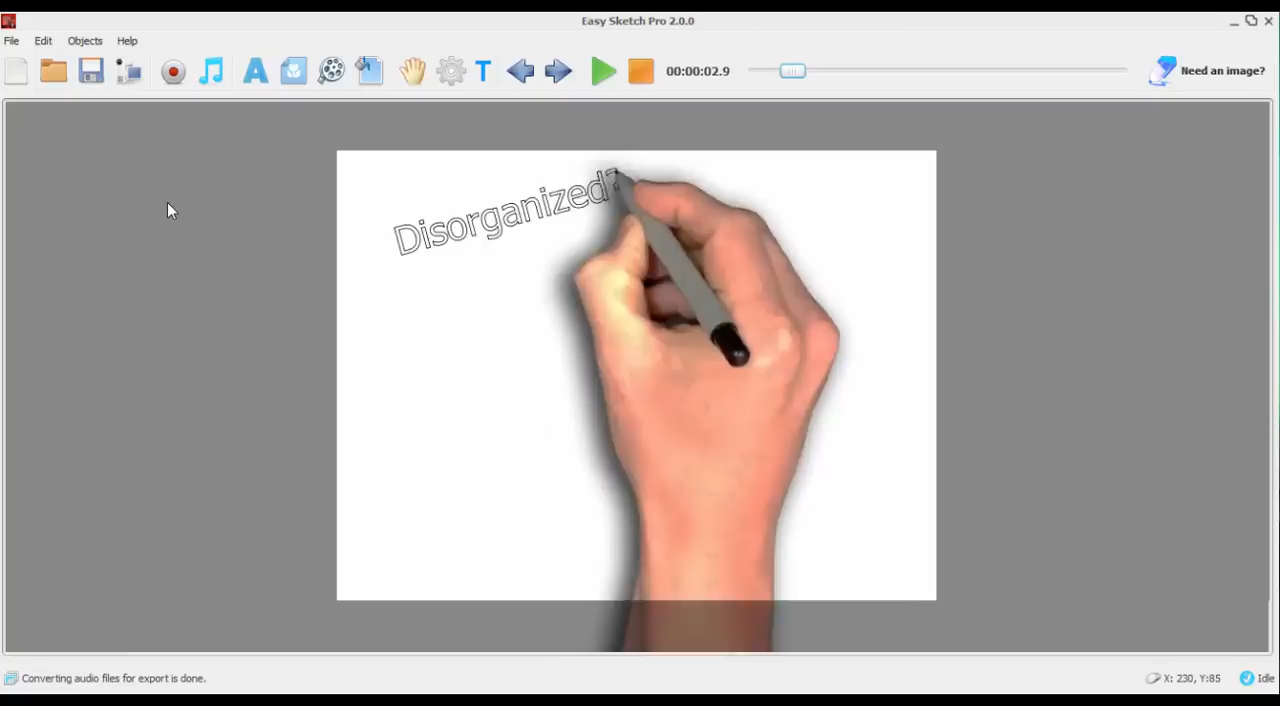 Easy Sketch Pro 2.0.0
File Edit Objects Help
00:00:02.9 Need an image?
Disorganized?
Converting audio files for export is done. X: 230, Y:85 Idle